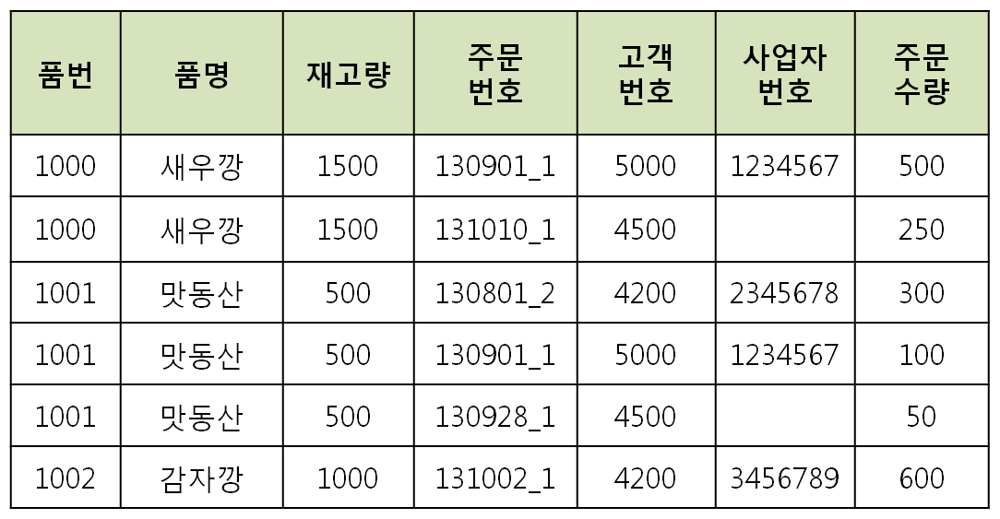 품번 품명 재고량 주문 번호 고객 번호 사업자 번호 주문 수량
1000 새우깡 1500 130901_1 5000 1234567 500
1000 새우깡 1500 131010_1 4500 250
1001 맛동산 500 130801_2 4200 2345678 300
1001 맛동산 500 130901_1 5000 1234567 100
1001 맛동산 500 130928_1 4500 50
1002 감자깡 1000 131002_1 4200 3456789 600